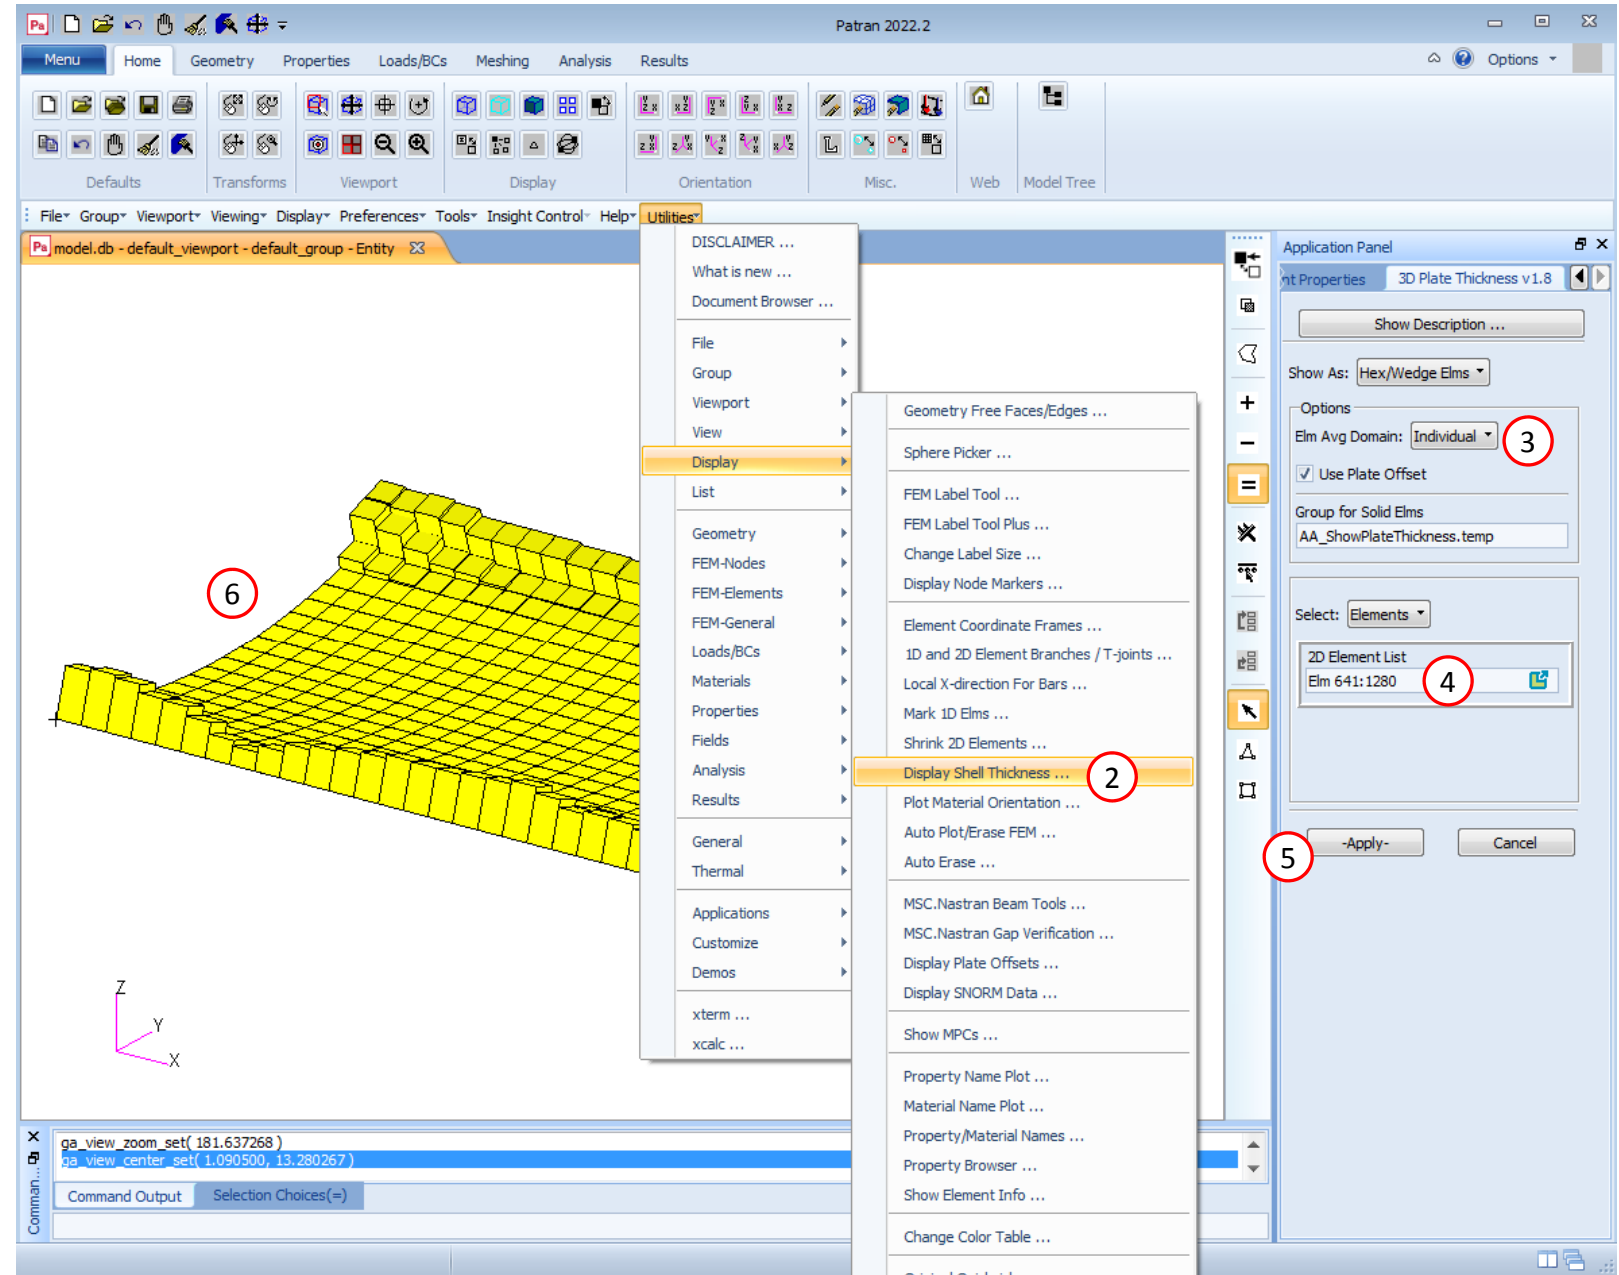 Pa
Patran 2022.2
Menu Home Geometry Properties Loads/BCs Meshing Analysis Results
Options
Defaults Transforms Viewport Display Orientation Misc. Web Model Tree
File Group Viewport Viewing Display Preferences Tools Insight Control Help Utilities
Pa model.db - default_viewport - default_group - Entity
DISCLAIMER ...
What is new ...
Document Browser ...
File
Group
Viewport
View
Display
List
Geometry
FEM-Nodes
FEM-Elements
FEM-General
Loads/BCs
Materials
Properties
Fields
Analysis
Results
General
Thermal
Applications
Customize
Demos
xterm ...
xcalc ...
Geometry Free Faces/Edges ...
Sphere Picker ...
FEM Label Tool ...
FEM Label Tool Plus ...
Change Label Size ...
Display Node Markers ...
Element Coordinate Frames ...
1D and 2D Element Branches / T-joints ...
Local X-direction For Bars ...
Mark 1D Elms ...
Shrink 2D Elements ...
Display Shell Thickness ... 2
Plot Material Orientation ...
Auto Plot/Erase FEM ...
Auto Erase ...
MSC.Nastran Beam Tools ...
MSC.Nastran Gap Verification ...
Display Plate Offsets ...
Display SNORM Data ...
Show MPCs ...
Property Name Plot ...
Material Name Plot ...
Property/Material Names ...
Property Browser ...
Show Element Info ...
Change Color Table ...
Application Panel
nt Properties 3D Plate Thickness v1.8
Show Description ...
Show As: Hex/Wedge Elms
Options
Elm Avg Domain: Individual 3
Use Plate Offset
Group for Solid Elms
AA_ShowPlateThickness.temp
Select: Elements
2D Element List
Elm 641:1280 4
5 -Apply- Cancel
6
Z
Y
X
ga_view_zoom_set( 181.637268 )
ga_view_center_set( 1.090500, 13.280267 )
Command Output Selection Choices(=)
Comman...